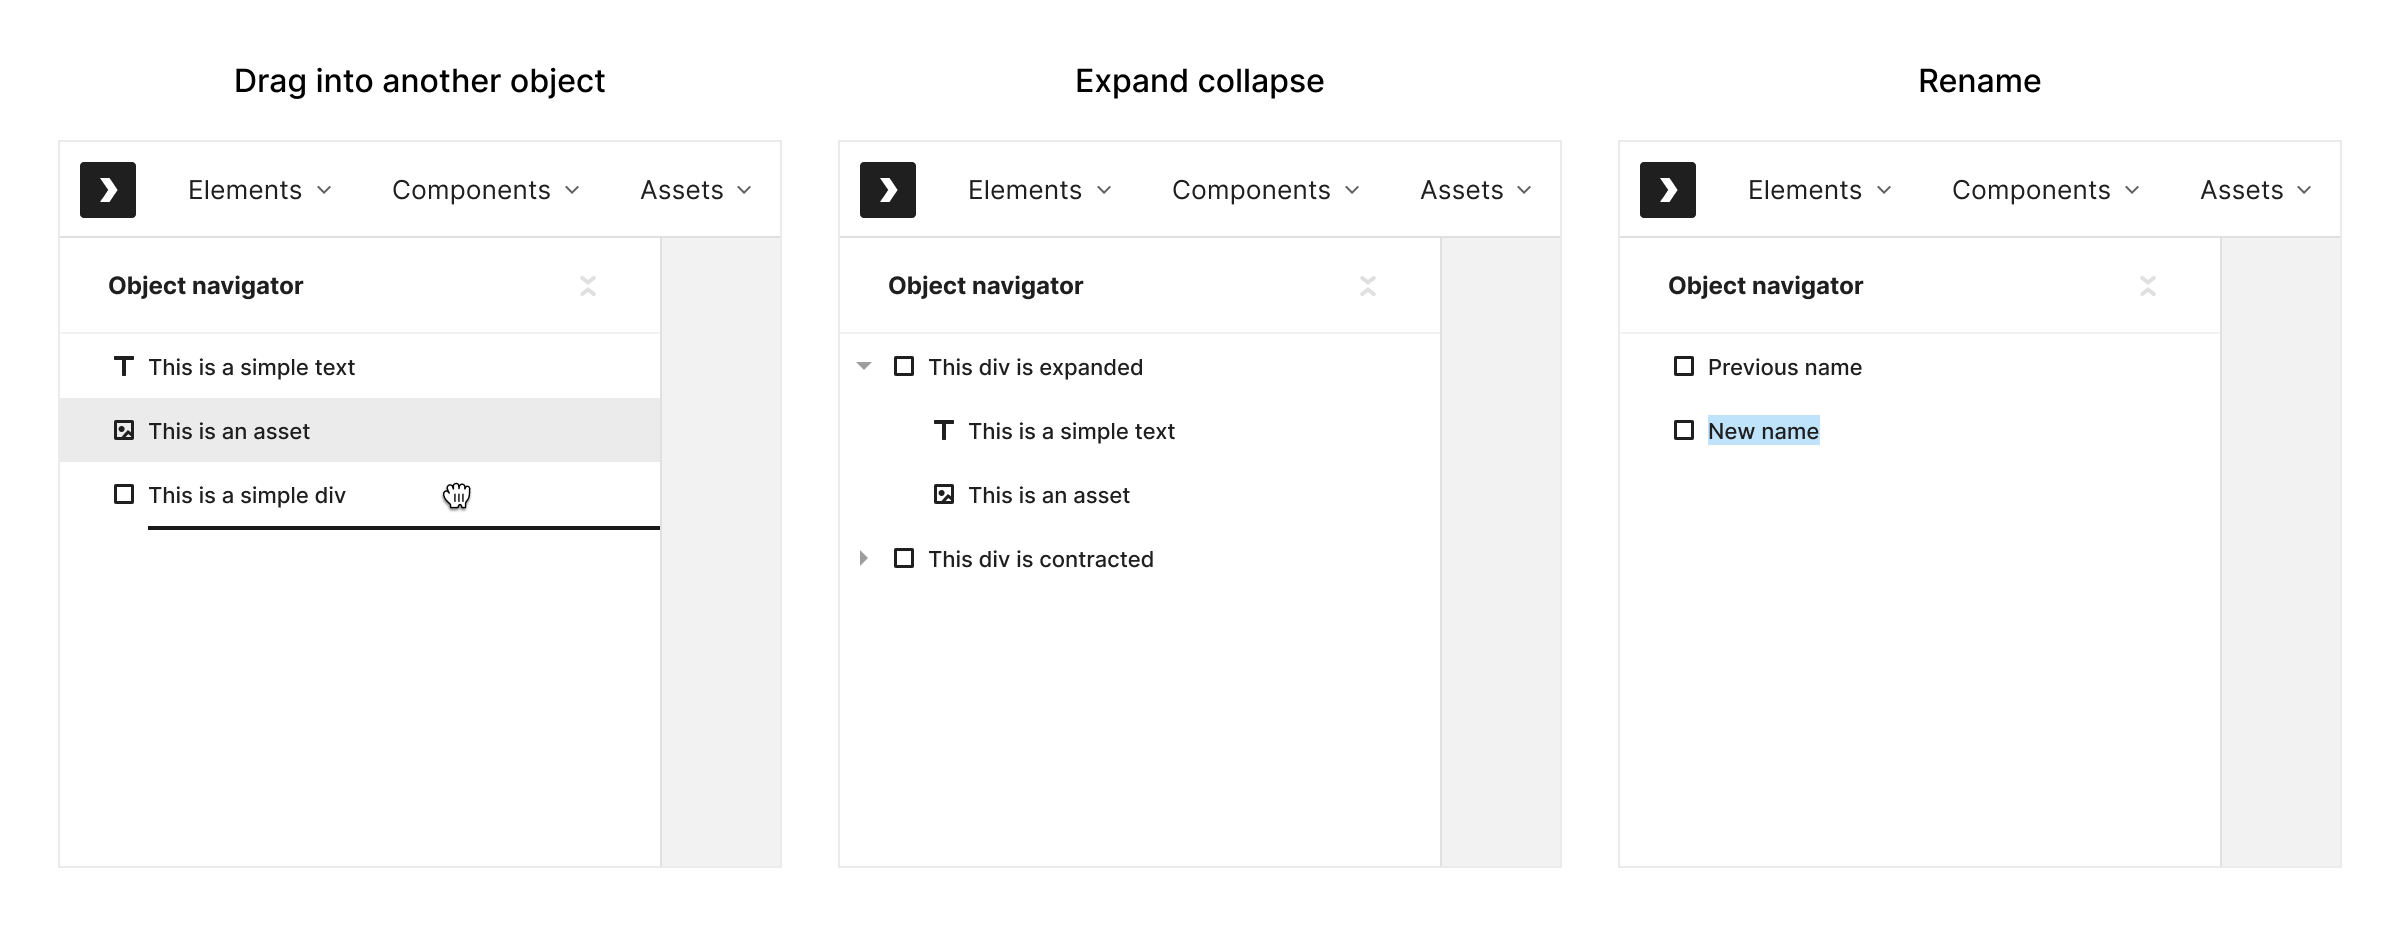 Drag into another object
Elements Components Assets
Object navigator
This is a simple text
This is an asset
This is a simple div
Expand collapse
Elements Components Assets
Object navigator
This div is expanded
This is a simple text
This is an asset
This div is contracted
Rename
Elements Components Assets
Object navigator
Previous name
New name